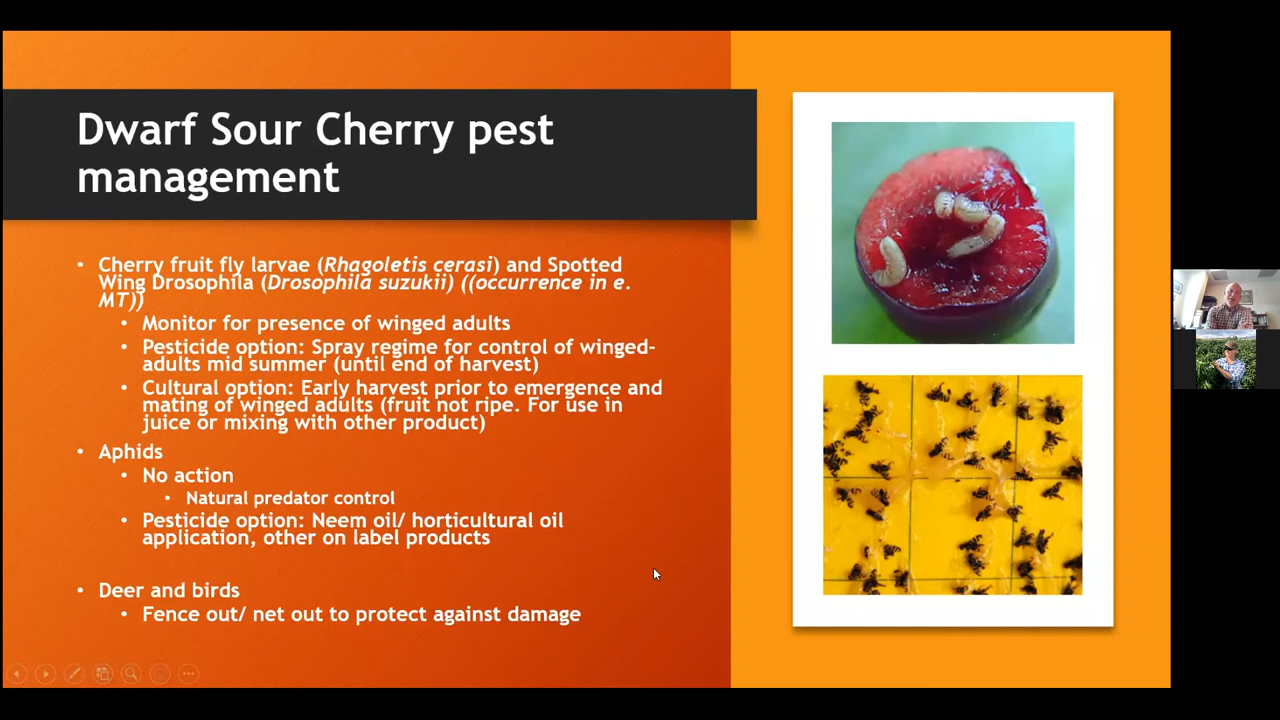 Dwarf Sour Cherry pest
management
• Cherry fruit fly larvae (Rhagoletis cerasi) and Spotted
Wing Drosophila (Drosophila suzukii) ((occurrence in e.
MT))
• Monitor for presence of winged adults
• Pesticide option: Spray regime for control of winged-
adults mid summer (until end of harvest)
• Cultural option: Early harvest prior to emergence and
mating of winged adults (fruit not ripe. For use in
juice or mixing with other product)
• Aphids
• No action
• Natural predator control
• Pesticide option: Neem oil/ horticultural oil
application, other on label products
• Deer and birds
• Fence out/ net out to protect against damage